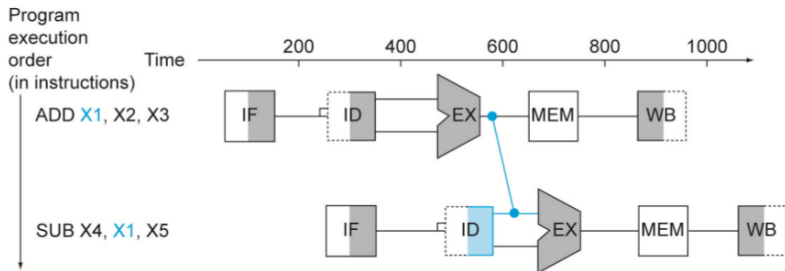 Program
execution
order
(in instructions)
Time
200 400 600 800 1000
ADD X1, X2, X3
IF ID EX MEM WB
SUB X4, X1, X5
IF ID EX MEM WB